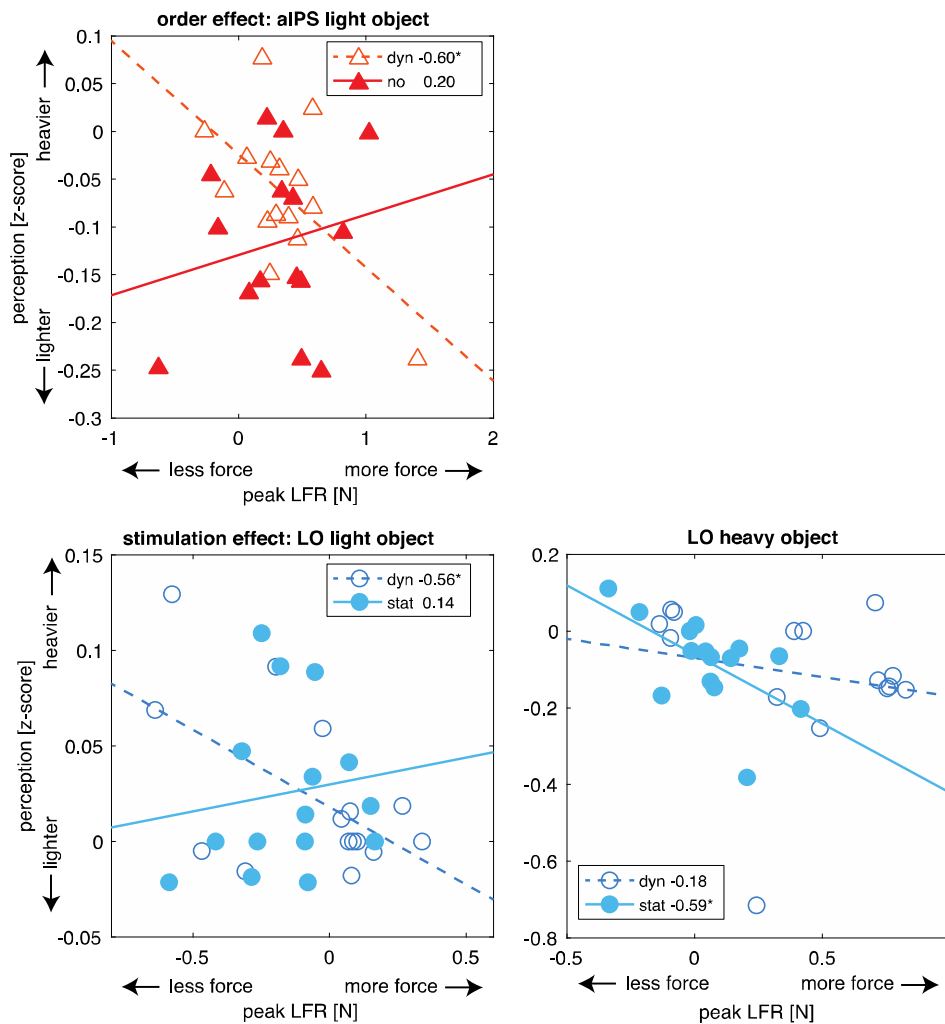 order effect: aIPS light object
dyn -0.60*
no 0.20
0.1
0.05
0
-0.05
-0.1
-0.15
-0.2
-0.25
-0.3
perception [z-score]
heavier
lighter
-1 0 1 2
less force more force
peak LFR [N]
stimulation effect: LO light object
dyn -0.56*
stat 0.14
0.15
0.1
0.05
0
-0.05
perception [z-score]
heavier
lighter
-0.5 0 0.5
less force more force
peak LFR [N]
LO heavy object
0.2
0
-0.2
-0.4
-0.6
-0.8
dyn -0.18
stat -0.59*
-0.5 0 0.5
less force more force
peak LFR [N]